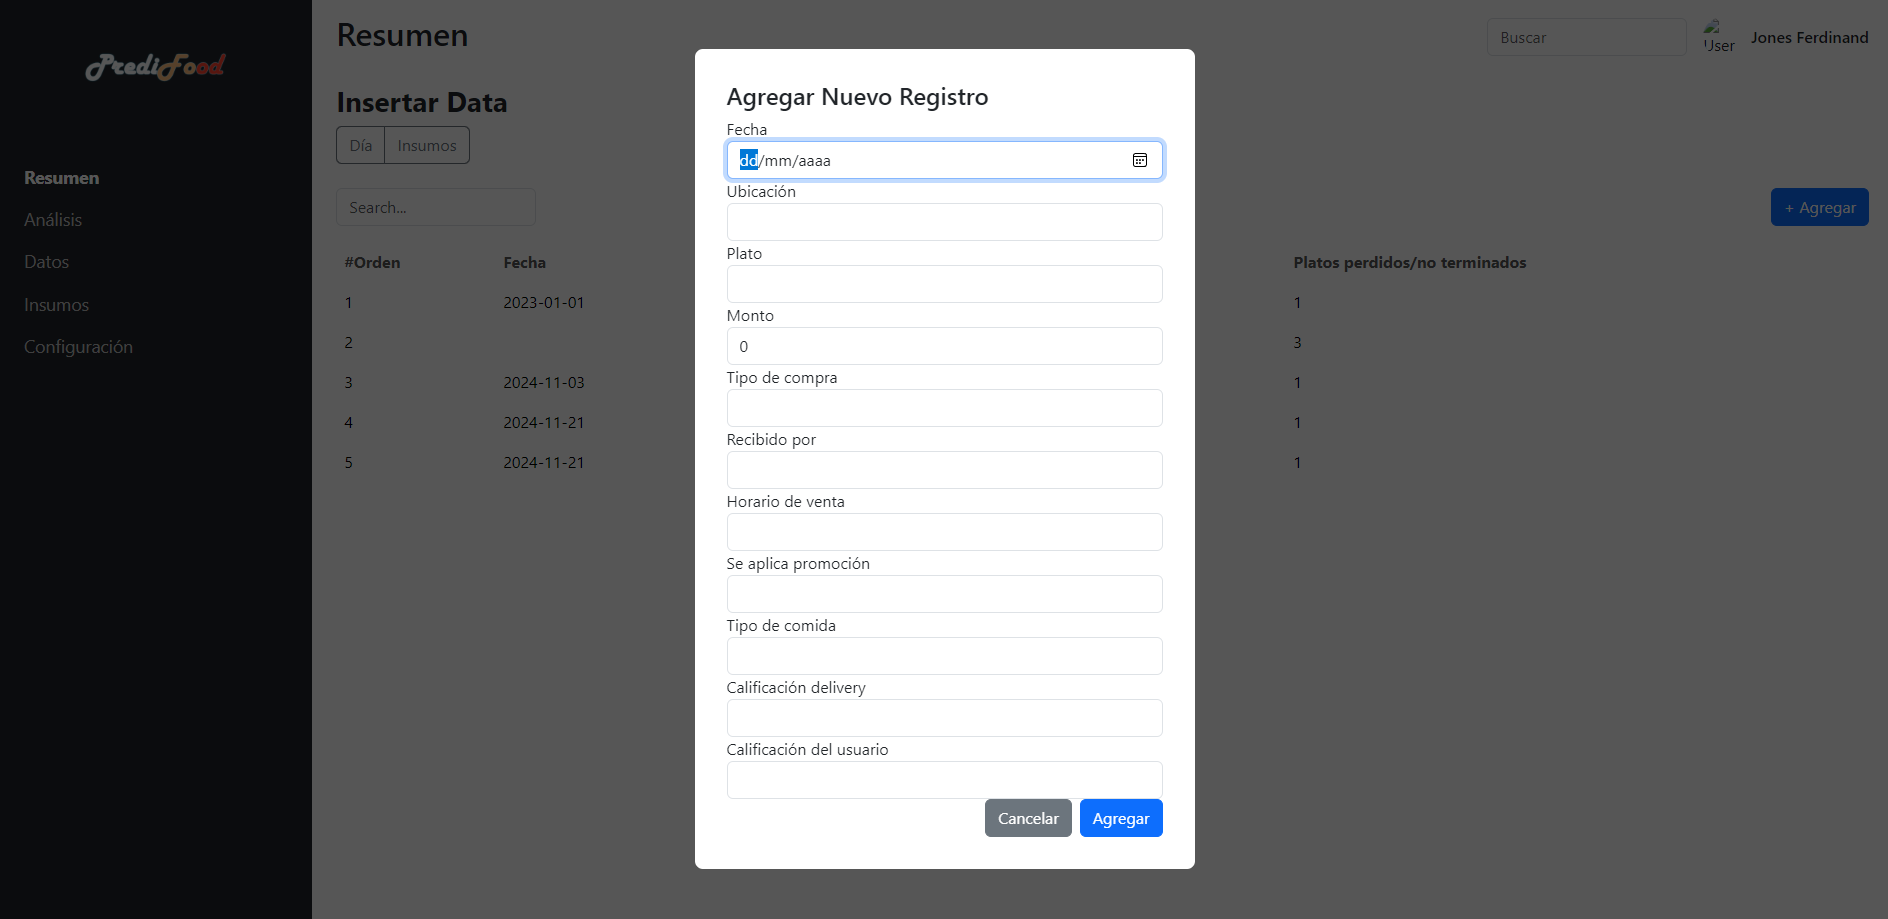 PrediFood
Resumen
Análisis
Datos
Insumos
Configuración
Resumen
Buscar
User
Jones Ferdinand
Insertar Data
Día
Insumos
Search...
+ Agregar
#Orden Fecha Platos perdidos/no terminados
1 2023-01-01 1
2 3
3 2024-11-03 1
4 2024-11-21 1
5 2024-11-21 1
Agregar Nuevo Registro
Fecha
dd/mm/aaaa
Ubicación
Plato
Monto
0
Tipo de compra
Recibido por
Horario de venta
Se aplica promoción
Tipo de comida
Calificación delivery
Calificación del usuario
Cancelar
Agregar